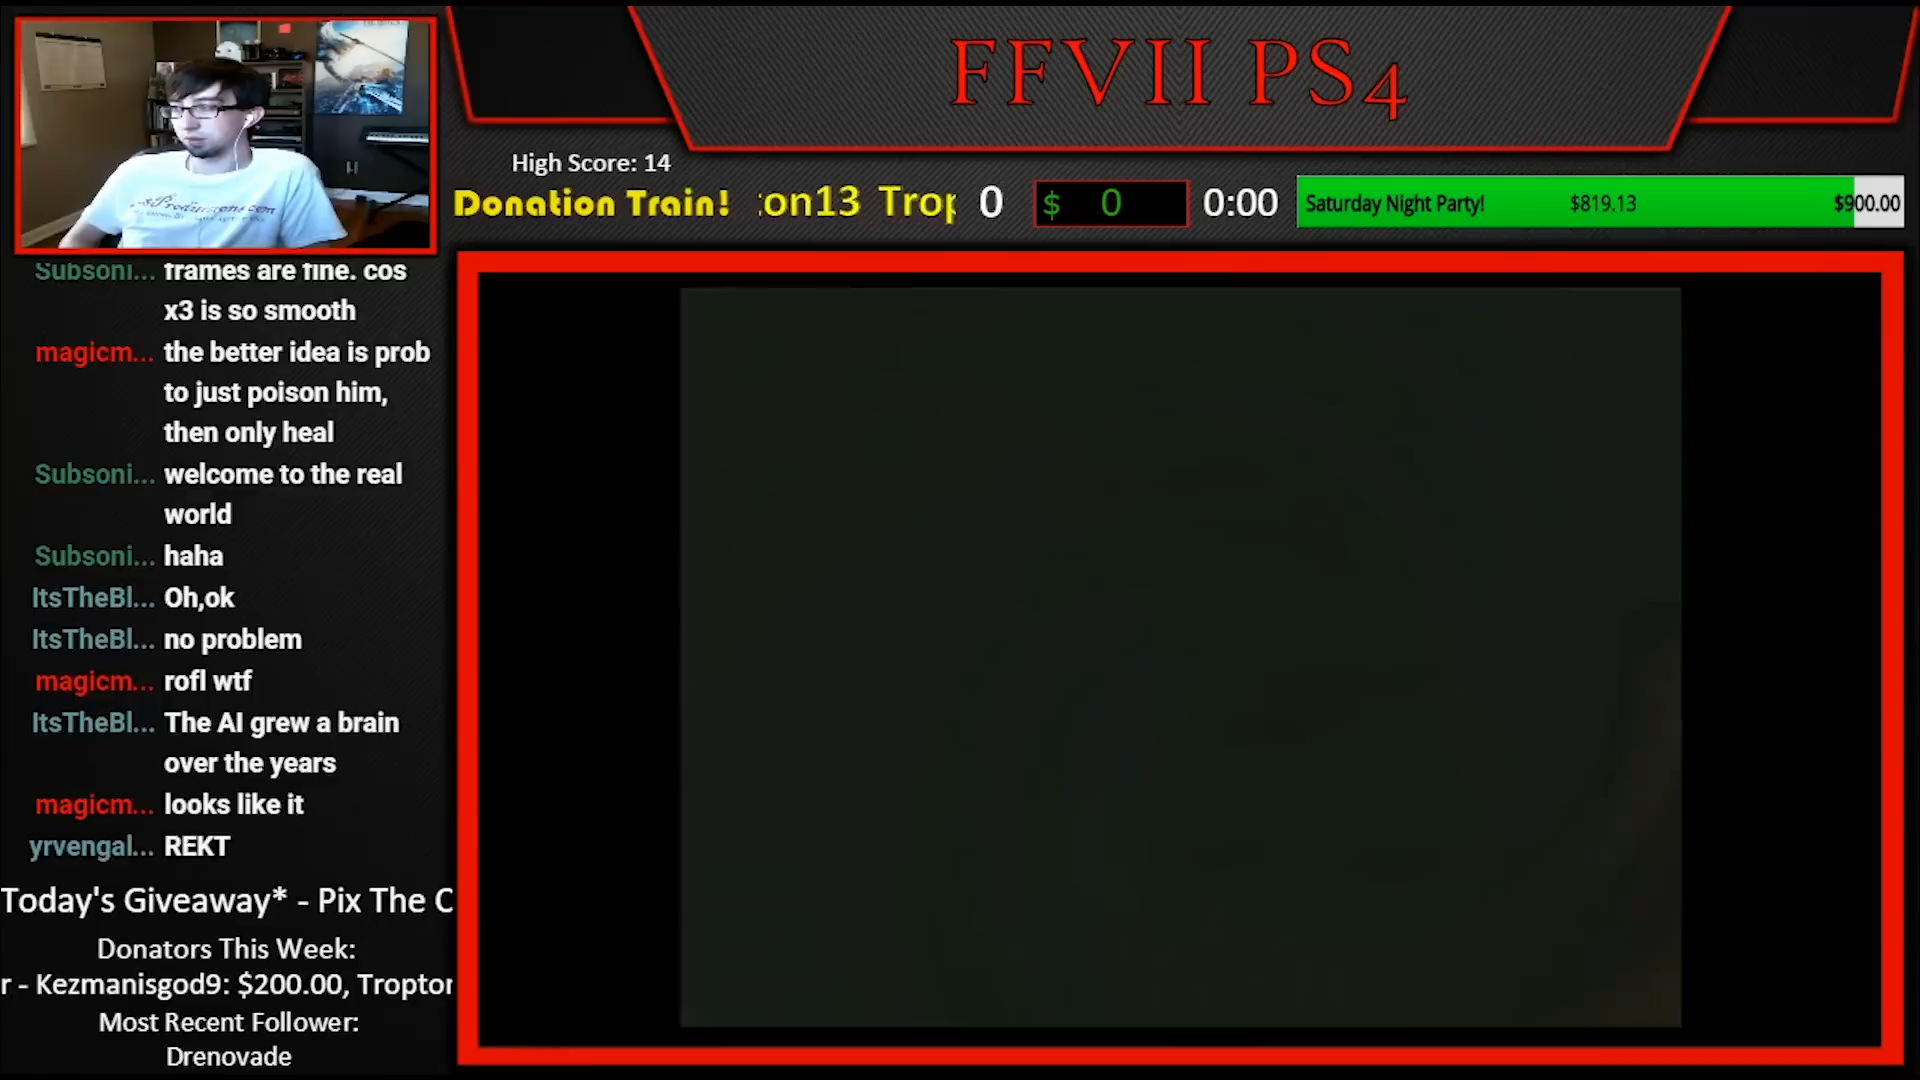 FFVII PS4
High Score: 14
Donation Train! :on13 Trop 0 $ 0 0:00 Saturday Night Party! $819.13 $900.00
Subsoni... frames are fine. cos
x3 is so smooth
magicm... the better idea is prob
to just poison him,
then only heal
Subsoni... welcome to the real
world
Subsoni... haha
ItsTheBl... Oh,ok
ItsTheBl... no problem
magicm... rofl wtf
ItsTheBl... The AI grew a brain
over the years
magicm... looks like it
yrvengal... REKT
Today's Giveaway* - Pix The C
Donators This Week:
r - Kezmanisgod9: $200.00, Troptor
Most Recent Follower:
Drenovade